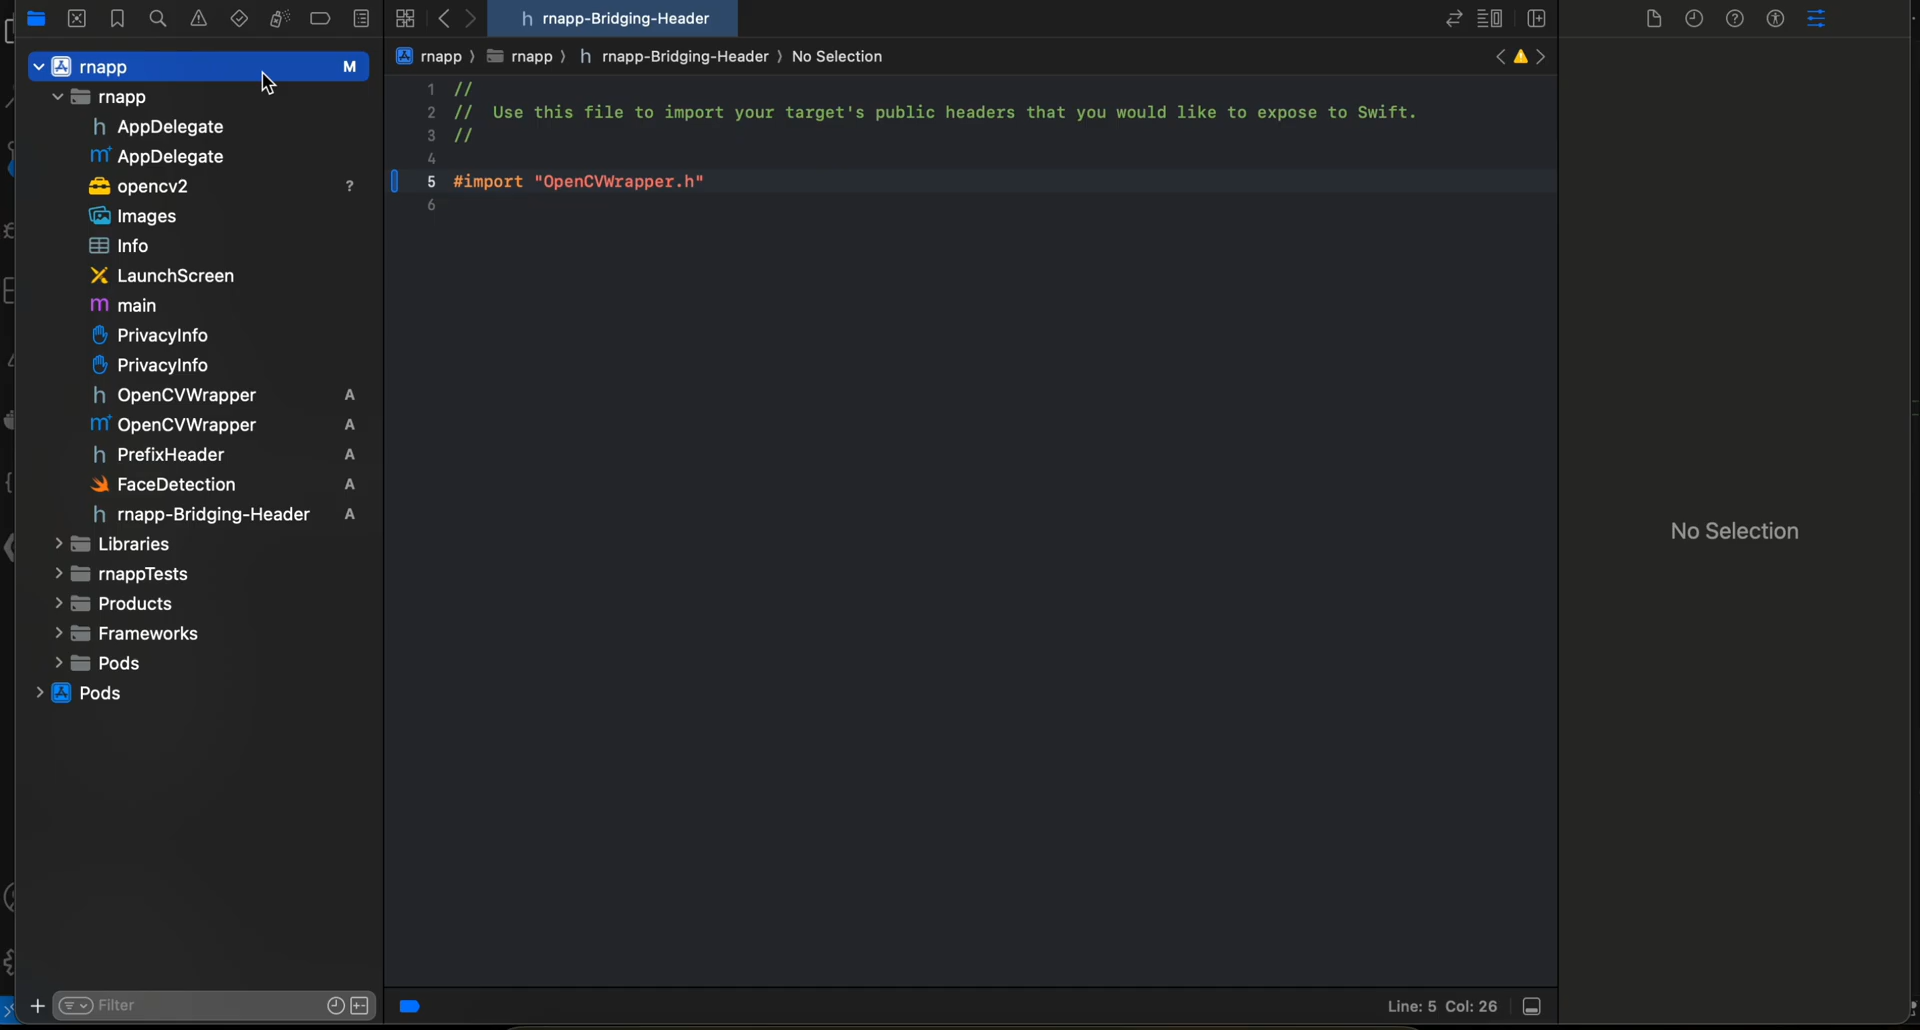 rnapp-Bridging-Header
rnapp M
rnapp
AppDelegate
AppDelegate
opencv2 ?
Images
Info
LaunchScreen
main
PrivacyInfo
PrivacyInfo
OpenCVWrapper A
OpenCVWrapper A
PrefixHeader A
FaceDetection A
rnapp-Bridging-Header A
Libraries
rnappTests
Products
Frameworks
Pods
Pods
Filter
rnapp 〉 rnapp 〉 h rnapp-Bridging-Header 〉 No Selection
1 //
2 // Use this file to import your target's public headers that you would like to expose to Swift.
3 //
4
5 #import "OpenCVWrapper.h"
6
Line: 5 Col: 26
No Selection